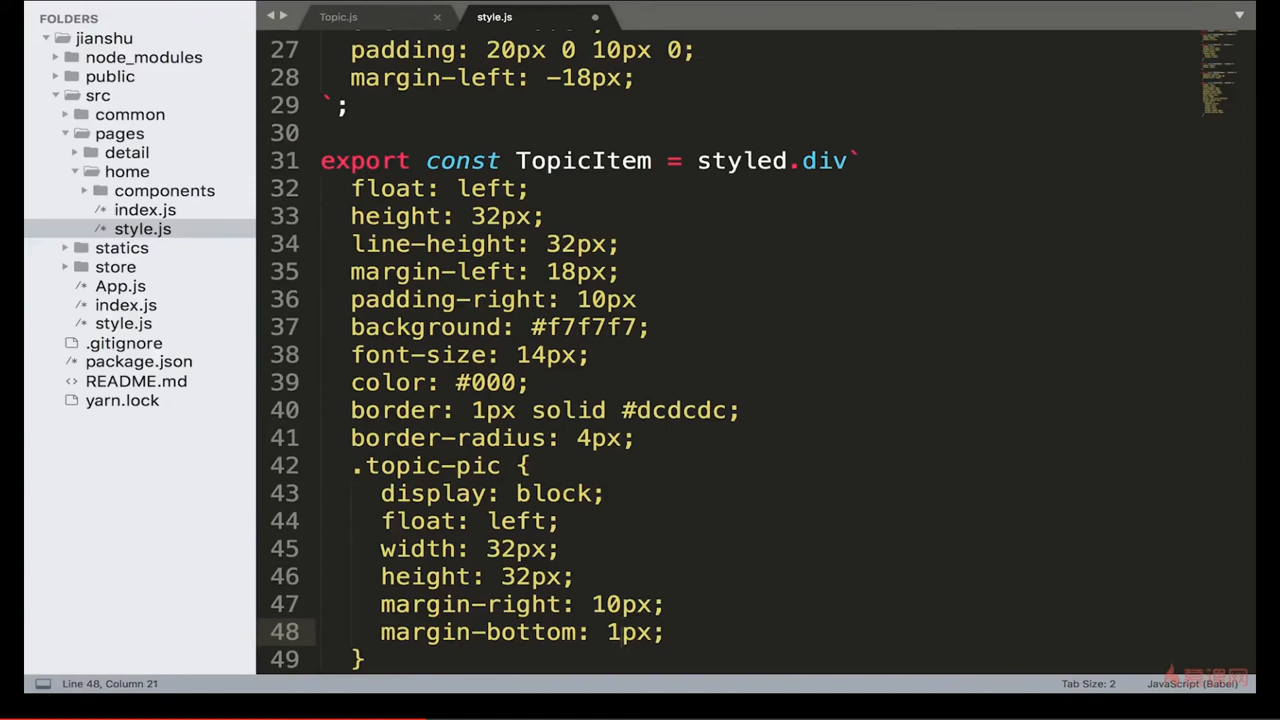 FOLDERS
jianshu
node_modules
public
src
common
pages
detail
home
components
/* index.js
/* style.js
statics
store
/* App.js
/* index.js
/* style.js
.gitignore
/* package.json
<> README.md
yarn.lock
Topic.js ×
style.js
27 padding: 20px 0 10px 0;
28 margin-left: -18px;
29 `;
30
31 export const TopicItem = styled.div`
32 float: left;
33 height: 32px;
34 line-height: 32px;
35 margin-left: 18px;
36 padding-right: 10px
37 background: #f7f7f7;
38 font-size: 14px;
39 color: #000;
40 border: 1px solid #dcdcdc;
41 border-radius: 4px;
42 .topic-pic {
43 display: block;
44 float: left;
45 width: 32px;
46 height: 32px;
47 margin-right: 10px;
48 margin-bottom: 1px;
49 }
Line 48, Column 21
Tab Size: 2
JavaScript (Babel)
慕课网